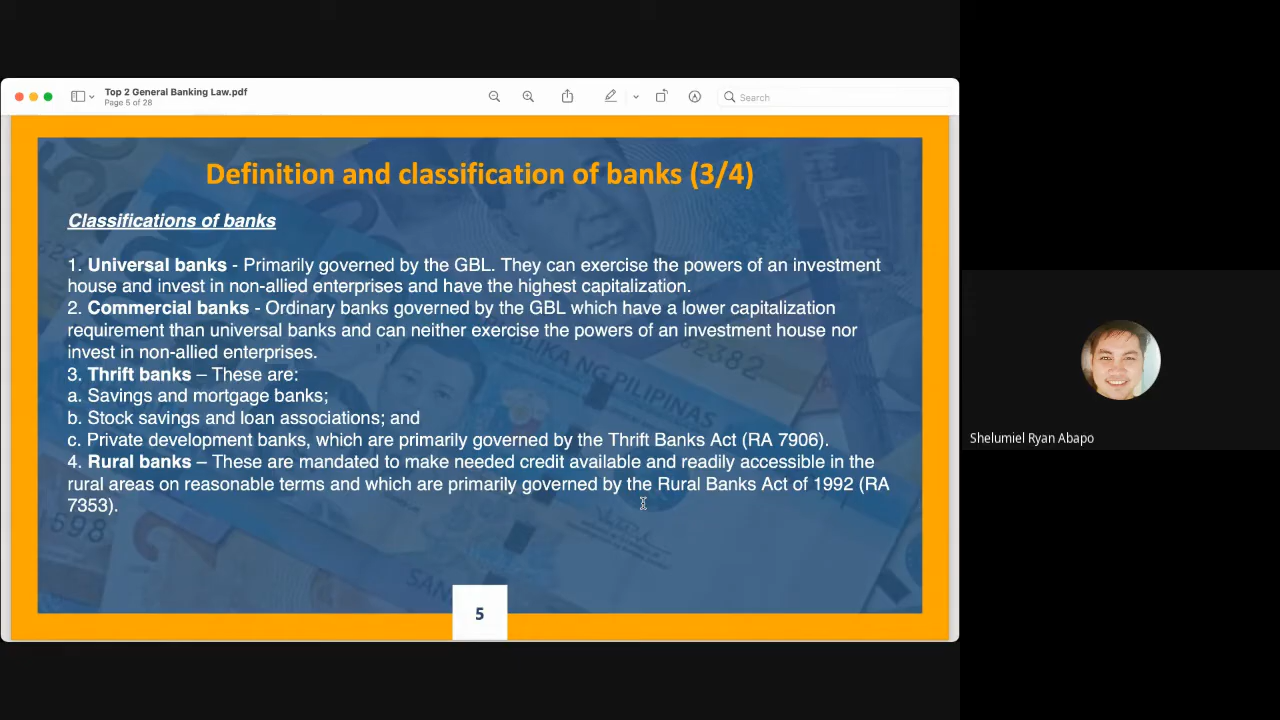 Top 2 General Banking Law.pdf
Page 5 of 28
Search
Definition and classification of banks (3/4)
Classifications of banks
1. Universal banks - Primarily governed by the GBL. They can exercise the powers of an investment
house and invest in non-allied enterprises and have the highest capitalization.
2. Commercial banks - Ordinary banks governed by the GBL which have a lower capitalization
requirement than universal banks and can neither exercise the powers of an investment house nor
invest in non-allied enterprises.
3. Thrift banks – These are:
a. Savings and mortgage banks;
b. Stock savings and loan associations; and
c. Private development banks, which are primarily governed by the Thrift Banks Act (RA 7906).
4. Rural banks – These are mandated to make needed credit available and readily accessible in the
rural areas on reasonable terms and which are primarily governed by the Rural Banks Act of 1992 (RA
7353).
5
Shelumiel Ryan Abapo